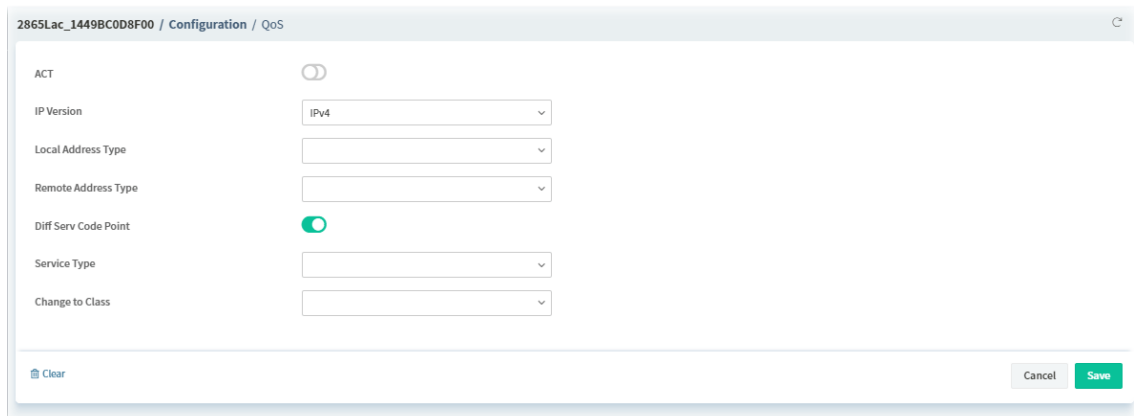 2865Lac_1449BC0D8F00 / Configuration / QoS
ACT
IP Version
IPv4
Local Address Type
Remote Address Type
Diff Serv Code Point
Service Type
Change to Class
Clear
Cancel
Save